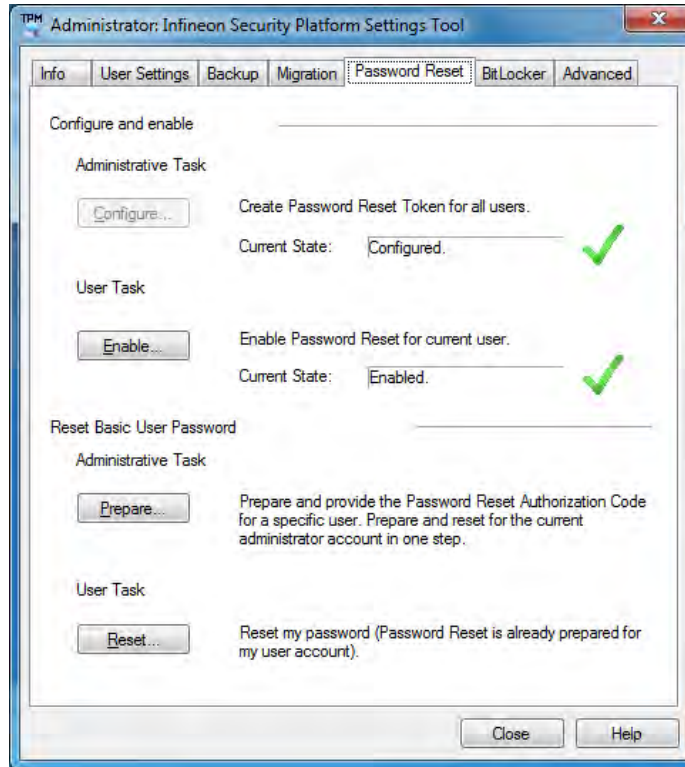 TPM
Administrator: Infineon Security Platform Settings Tool
Info User Settings Backup Migration Password Reset BitLocker Advanced
Configure and enable
Administrative Task
Configure...
Create Password Reset Token for all users.
Current State: Configured.
User Task
Enable...
Enable Password Reset for current user.
Current State: Enabled.
Reset Basic User Password
Administrative Task
Prepare...
Prepare and provide the Password Reset Authorization Code
for a specific user. Prepare and reset for the current
administrator account in one step.
User Task
Reset...
Reset my password (Password Reset is already prepared for
my user account).
Close Help